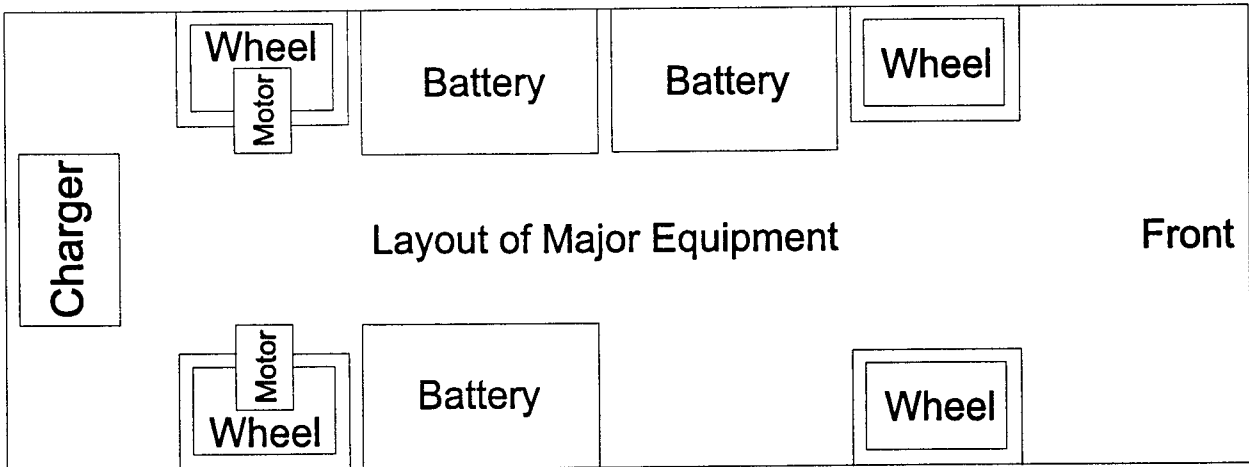 Wheel
Motor
Battery
Battery
Wheel
Charger
Layout of Major Equipment
Front
Motor
Wheel
Battery
Wheel